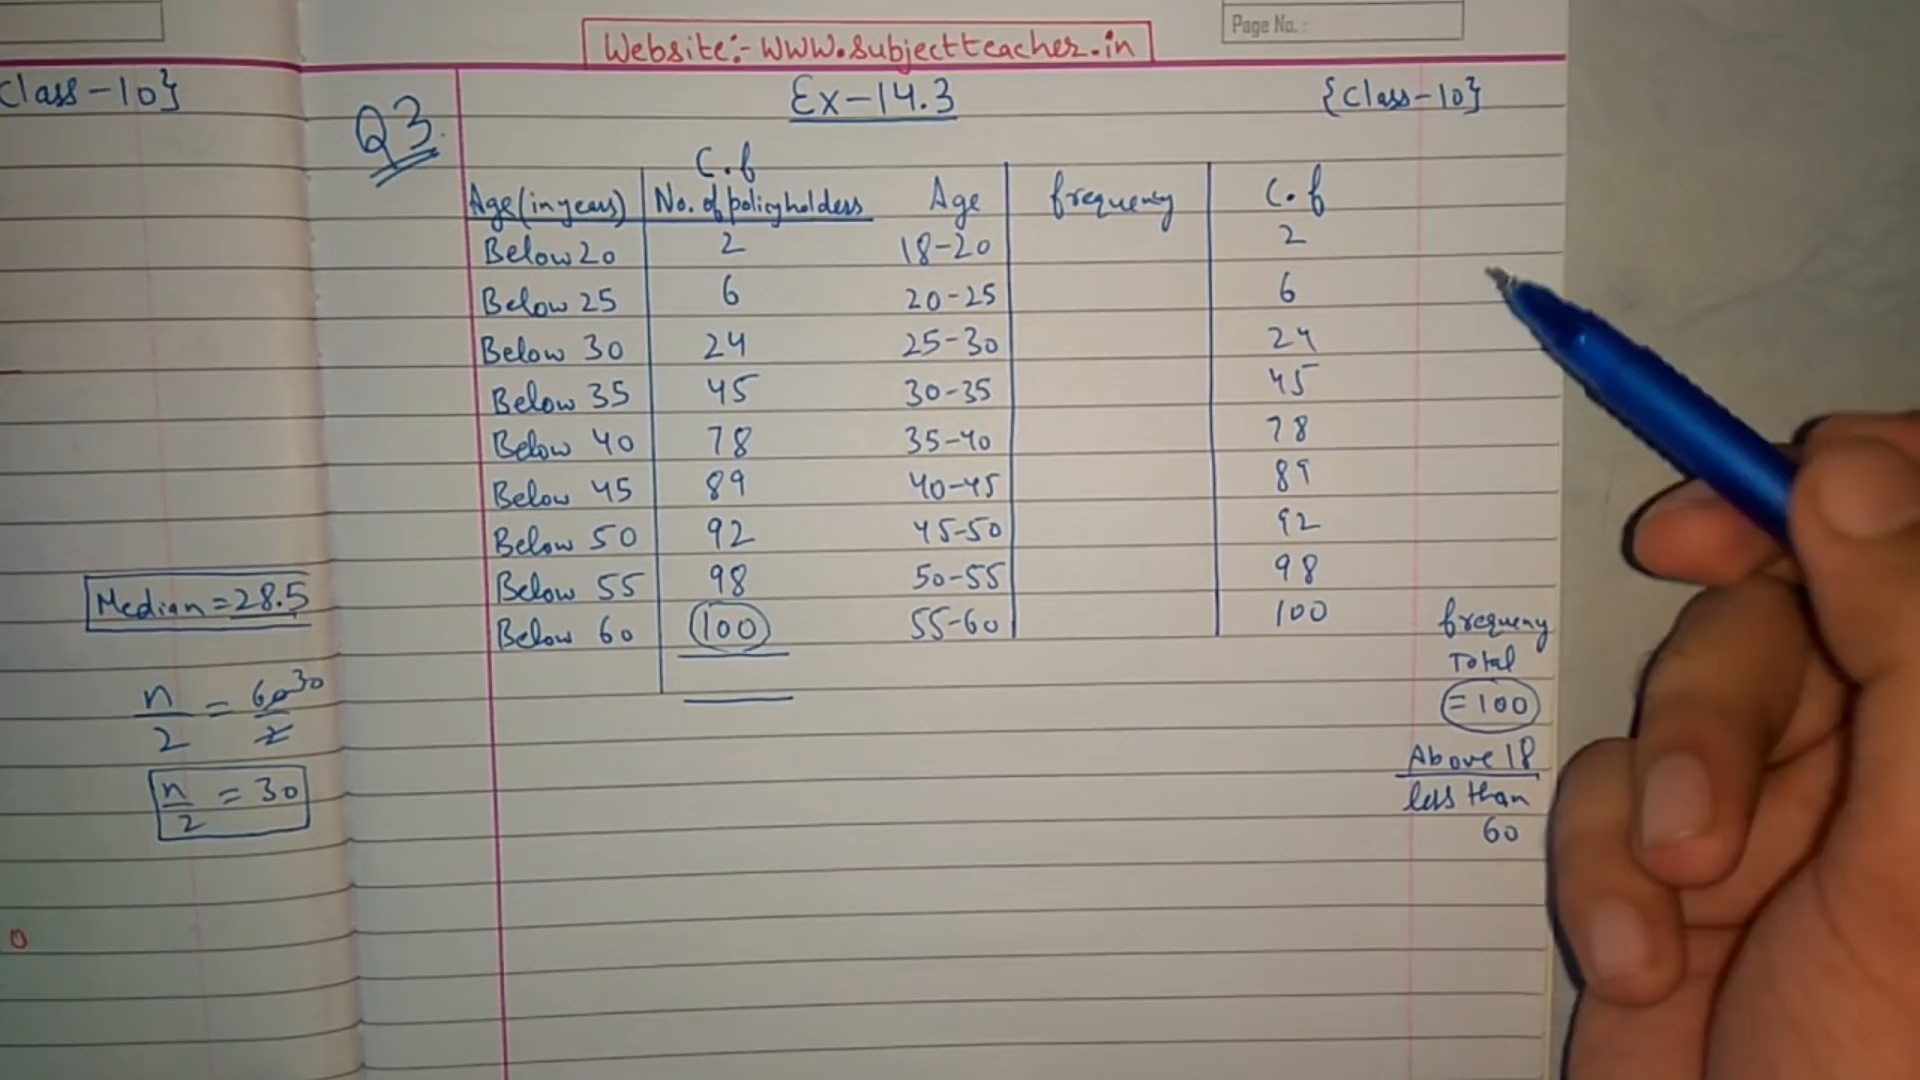 Website:- www.subjectteacher.in
Page No. :
Class-10}
Ex-14.3
{Class-10}
Q3.
C.f
Age (in years) No. of policyholders Age frequency C.f
Below 20 2 18-20 2
Below 25 6 20-25 6
Below 30 24 25-30 24
Below 35 45 30-35 45
Below 40 78 35-40 78
Below 45 89 40-45 89
Below 50 92 45-50 92
Below 55 98 50-55 98
Below 60 100 55-60 100
frequeny
Total
= 100
Above 18
less than
60
Median = 28.5
n/2 = 60/2 30
n/2 = 30
0